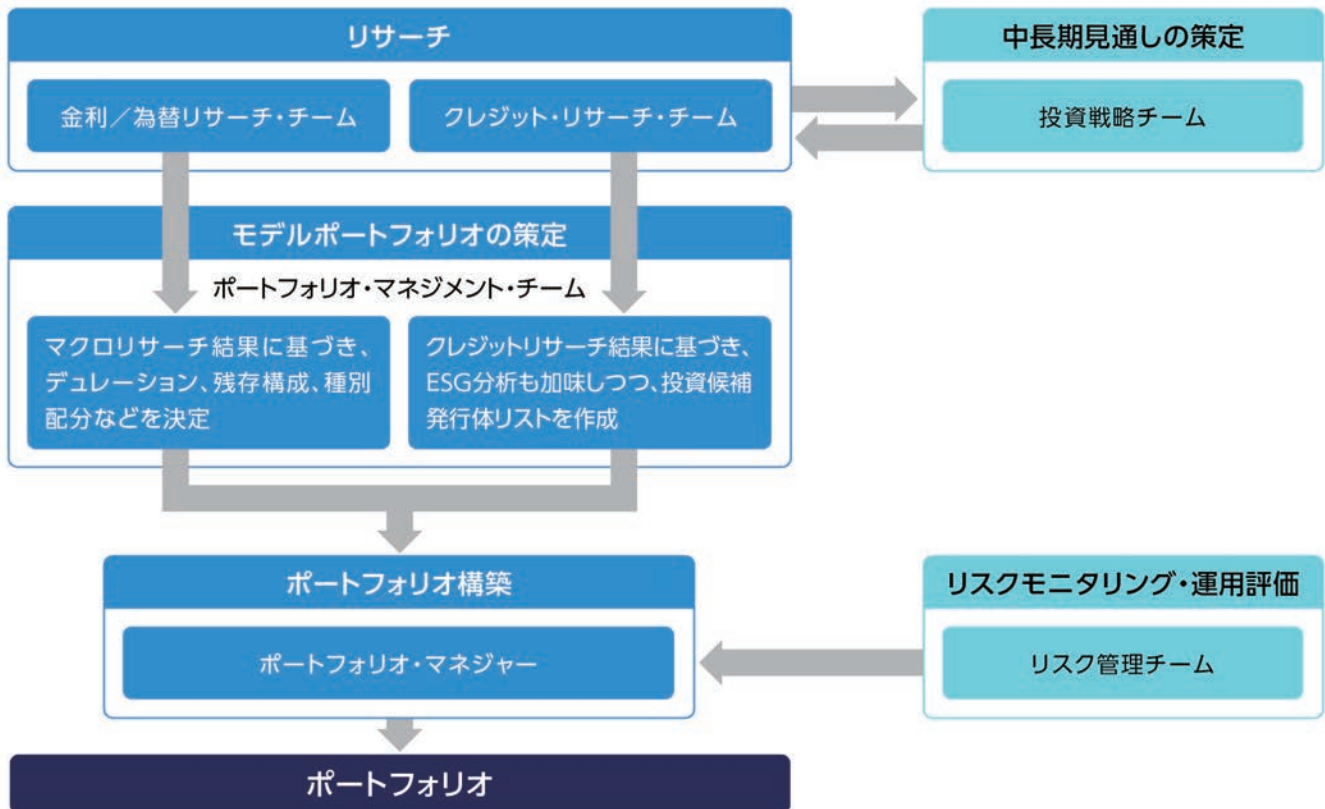 リサーチ
金利／為替リサーチ・チーム
クレジット・リサーチ・チーム
中長期見通しの策定
投資戦略チーム
モデルポートフォリオの策定
ポートフォリオ・マネジメント・チーム
マクロリサーチ結果に基づき、
デュレーション、残存構成、種別
配分などを決定
クレジットリサーチ結果に基づき、
ESG分析も加味しつつ、投資候補
発行体リストを作成
ポートフォリオ構築
ポートフォリオ・マネジャー
リスクモニタリング・運用評価
リスク管理チーム
ポートフォリオ